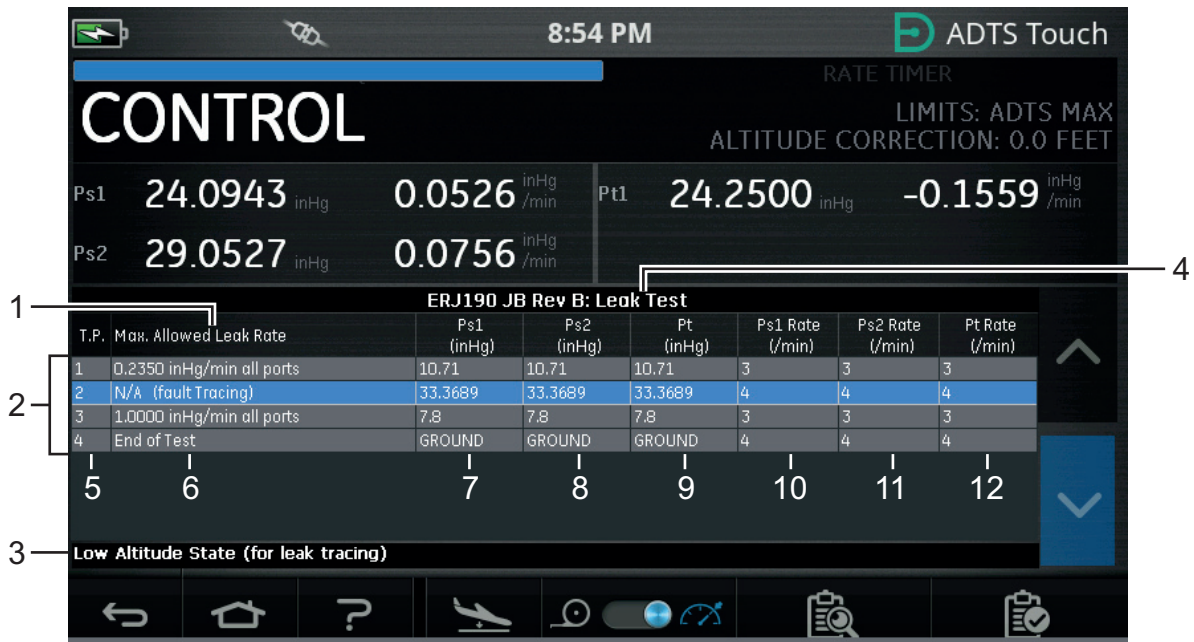 8:54 PM ADTS Touch
RATE TIMER
CONTROL
LIMITS: ADTS MAX
ALTITUDE CORRECTION: 0.0 FEET
Ps1 24.0943 inHg 0.0526 inHg/min Pt1 24.2500 inHg -0.1559 inHg/min
Ps2 29.0527 inHg 0.0756 inHg/min
4
1
ERJ190 JB Rev B: Leak Test
T.P. Max. Allowed Leak Rate Ps1 (inHg) Ps2 (inHg) Pt (inHg) Ps1 Rate (/min) Ps2 Rate (/min) Pt Rate (/min)
1 0.2350 inHg/min all ports 10.71 10.71 10.71 3 3 3
2 N/A (fault Tracing) 33.3689 33.3689 33.3689 4 4 4
2
3 1.0000 inHg/min all ports 7.8 7.8 7.8 3 3 3
4 End of Test GROUND GROUND GROUND 4 4 4
5 6 7 8 9 10 11 12
3
Low Altitude State (for leak tracing)
?